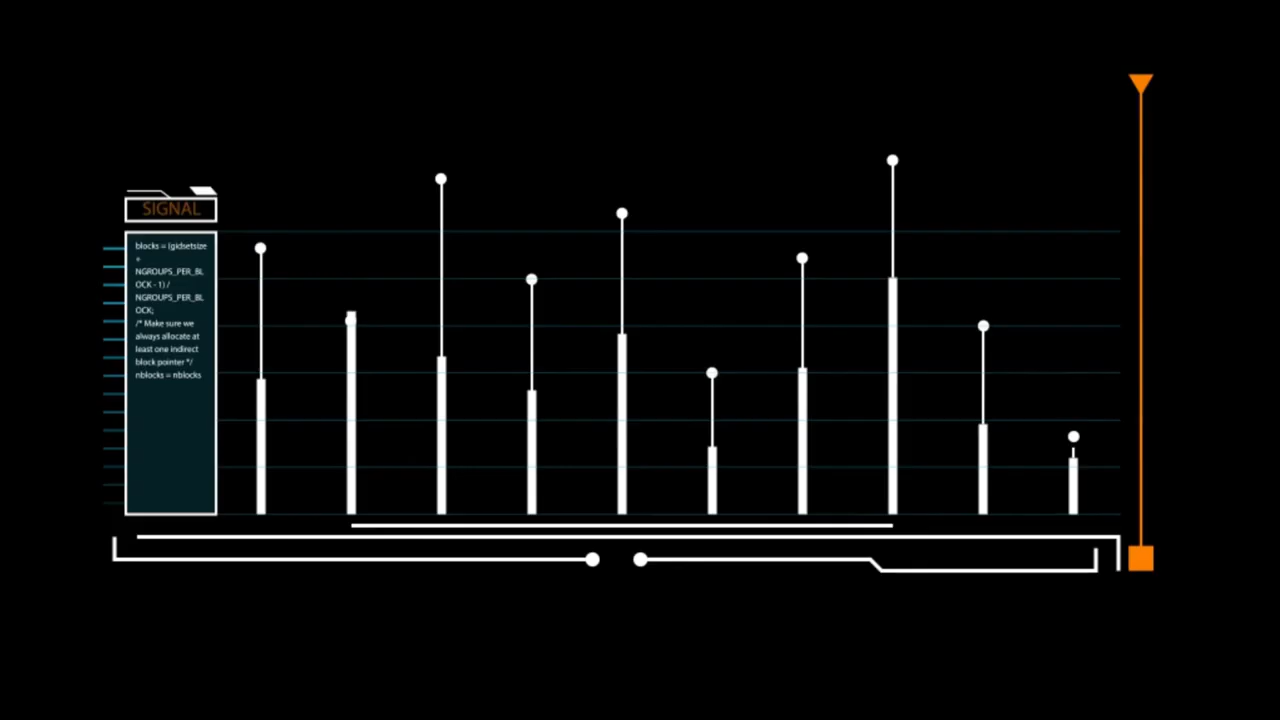 SIGNAL
blocks = (gidsetsize
+
NGROUPS_PER_BL
OCK - 1) /
NGROUPS_PER_BL
OCK;
/* Make sure we
always allocate at
least one indirect
block pointer */
nblocks = nblocks